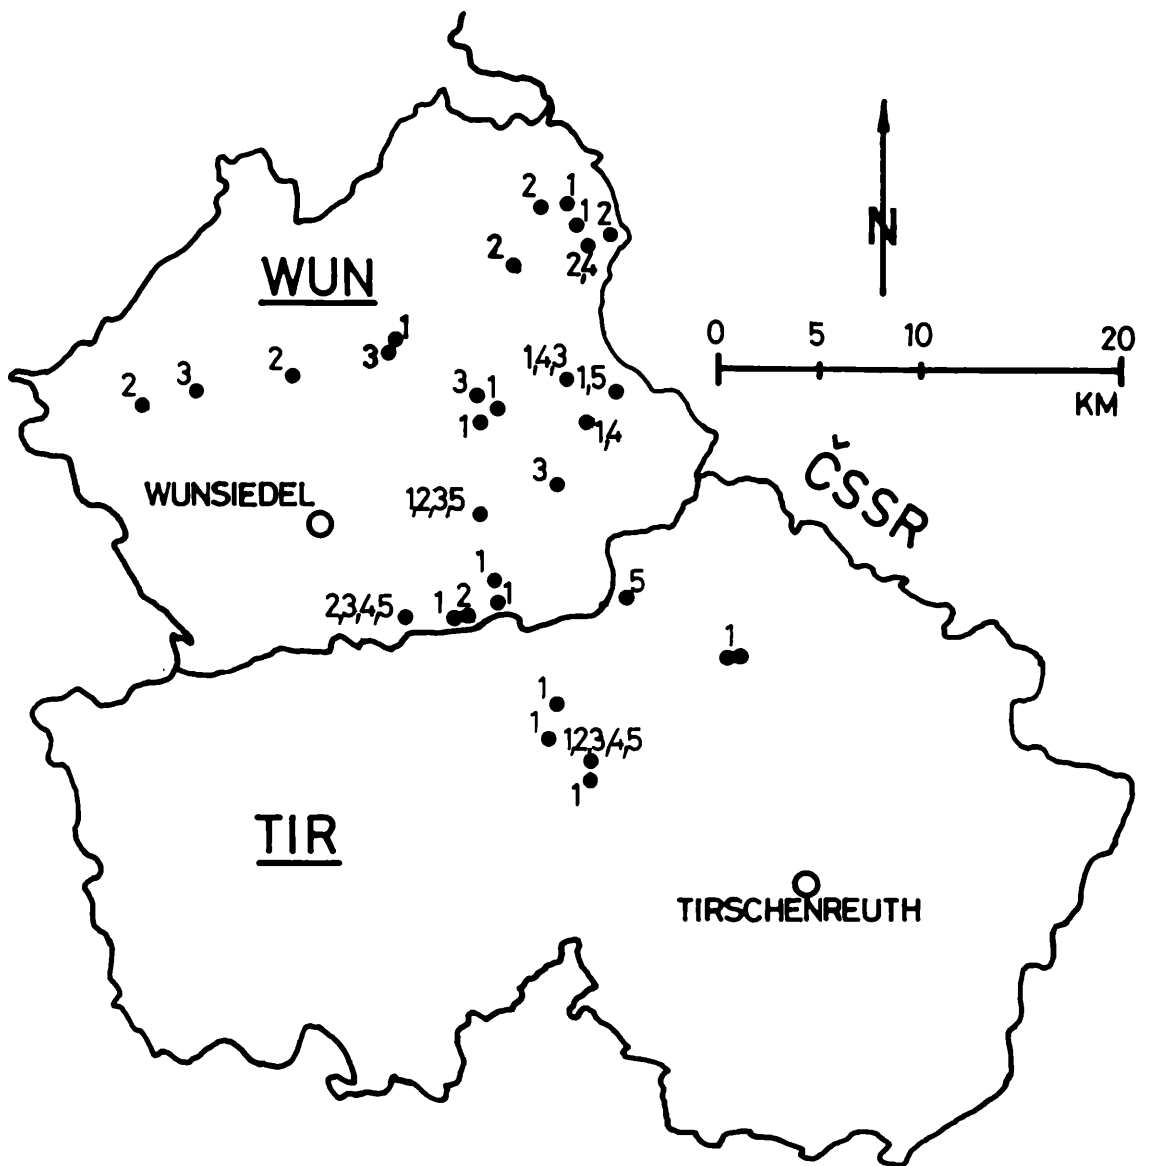 2 1
1 2
2 2,4
WUN
N
0 5 10 20
KM
1
3
2
3
2
1,4,3
1,5
3 1
1
1,4
ČSSR
3
WUNSIEDEL
1,2,3,5
1
5
2,3,4,5 1 2 1
1
1
1
1,2,3,4,5
1
TIR
TIRSCHENREUTH